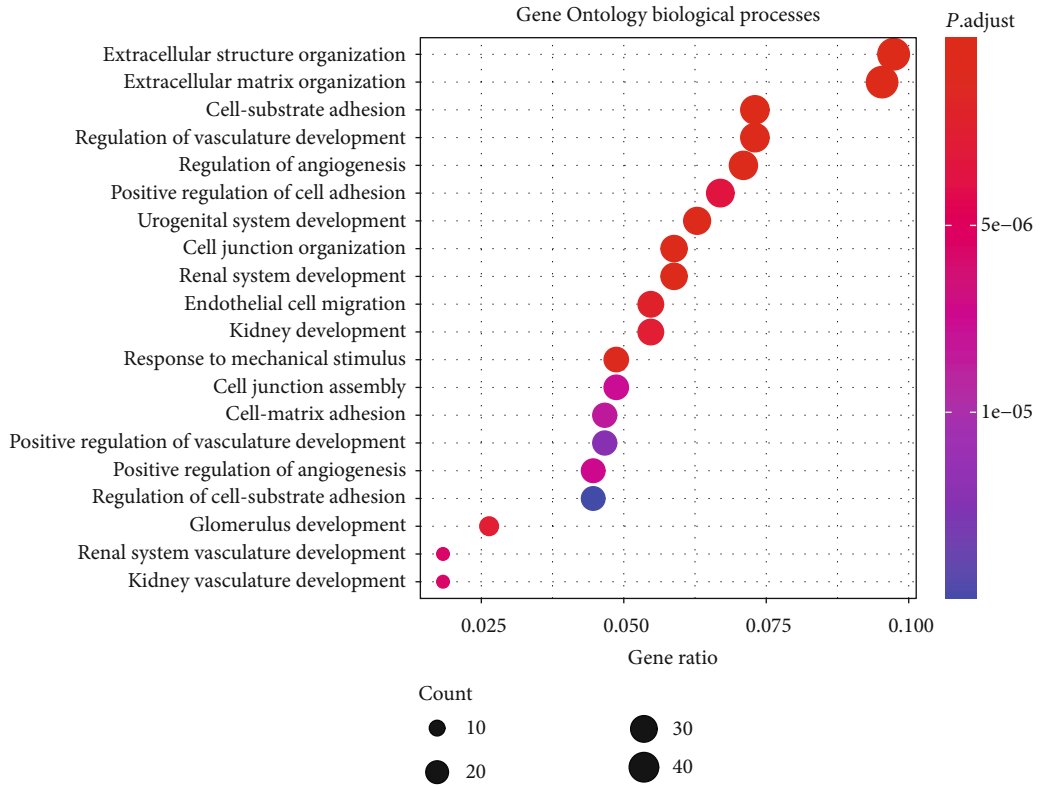 Gene Ontology biological processes
P.adjust
Extracellular structure organization
Extracellular matrix organization
Cell-substrate adhesion
Regulation of vasculature development
Regulation of angiogenesis
Positive regulation of cell adhesion
Urogenital system development
Cell junction organization
Renal system development
Endothelial cell migration
Kidney development
Response to mechanical stimulus
Cell junction assembly
Cell-matrix adhesion
Positive regulation of vasculature development
Positive regulation of angiogenesis
Regulation of cell-substrate adhesion
Glomerulus development
Renal system vasculature development
Kidney vasculature development
5e−06
1e−05
0.025 0.050 0.075 0.100
Gene ratio
Count
10 30
20 40